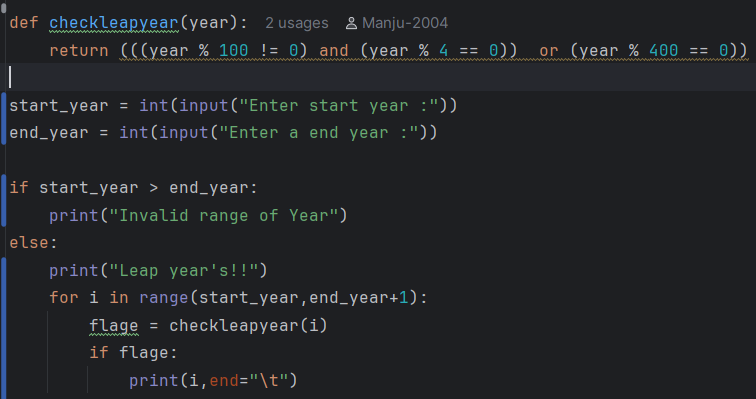 def checkleapyear(year): 2 usages Manju-2004
    return (((year % 100 != 0) and (year % 4 == 0))  or (year % 400 == 0))
start_year = int(input("Enter start year :"))
end_year = int(input("Enter a end year :"))
if start_year > end_year:
    print("Invalid range of Year")
else:
    print("Leap year's!!")
    for i in range(start_year,end_year+1):
        flage = checkleapyear(i)
        if flage:
            print(i,end="\t")